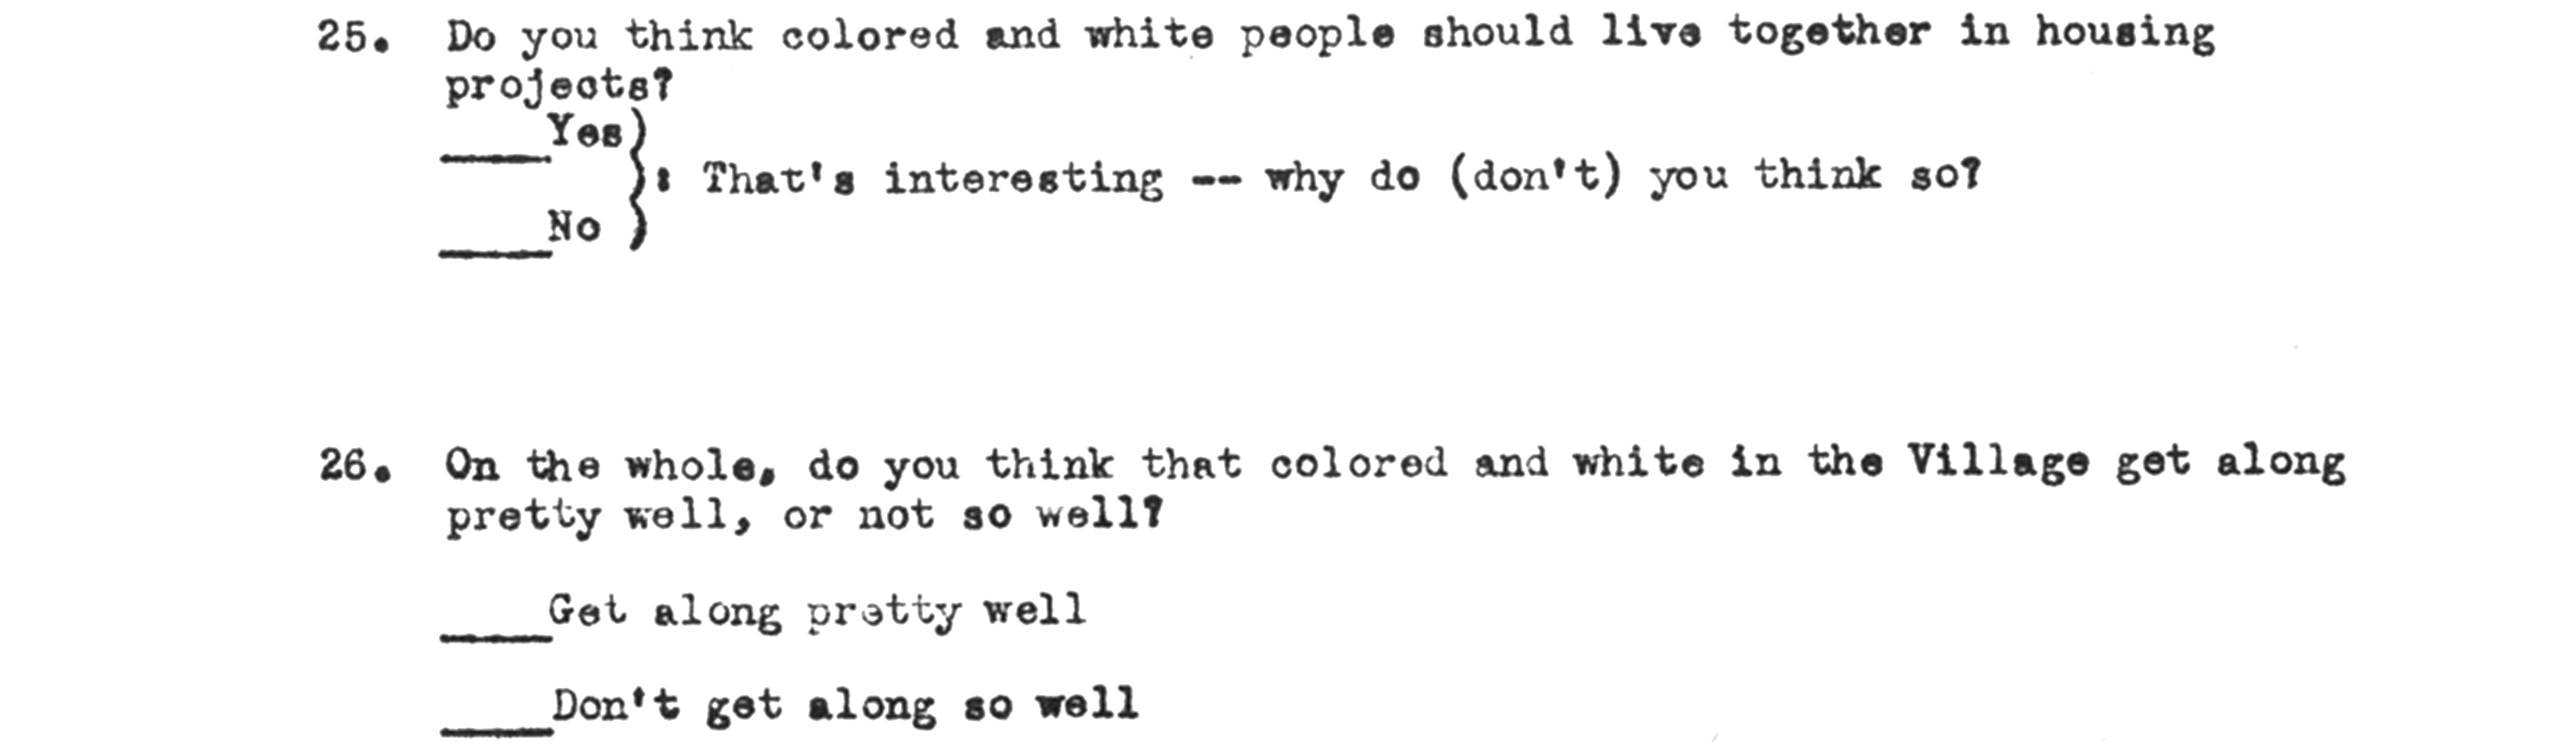 25. Do you think colored and white people should live together in housing
projects?
____Yes)
}: That's interesting -- why do (don't) you think so?
____No )
26. On the whole, do you think that colored and white in the Village get along
pretty well, or not so well?
____Get along pretty well
____Don't get along so well